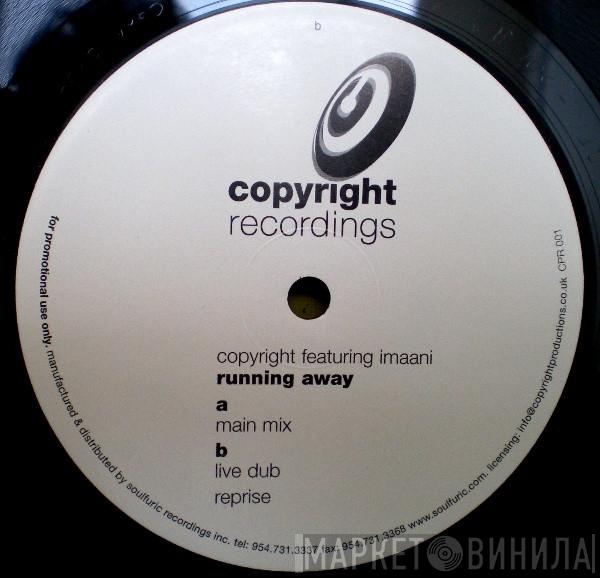 b
copyright
recordings
copyright featuring imaani
running away
a
main mix
b
live dub
reprise
for promotional use only. manufactured & distributed by soulfuric recordings inc. tel: 954.731.3337 fax: 954.731.3368 www.soulfuric.com. licensing: info@copyrightproductions.co.uk CPR 001
МАРКЕТ ВИНИЛА